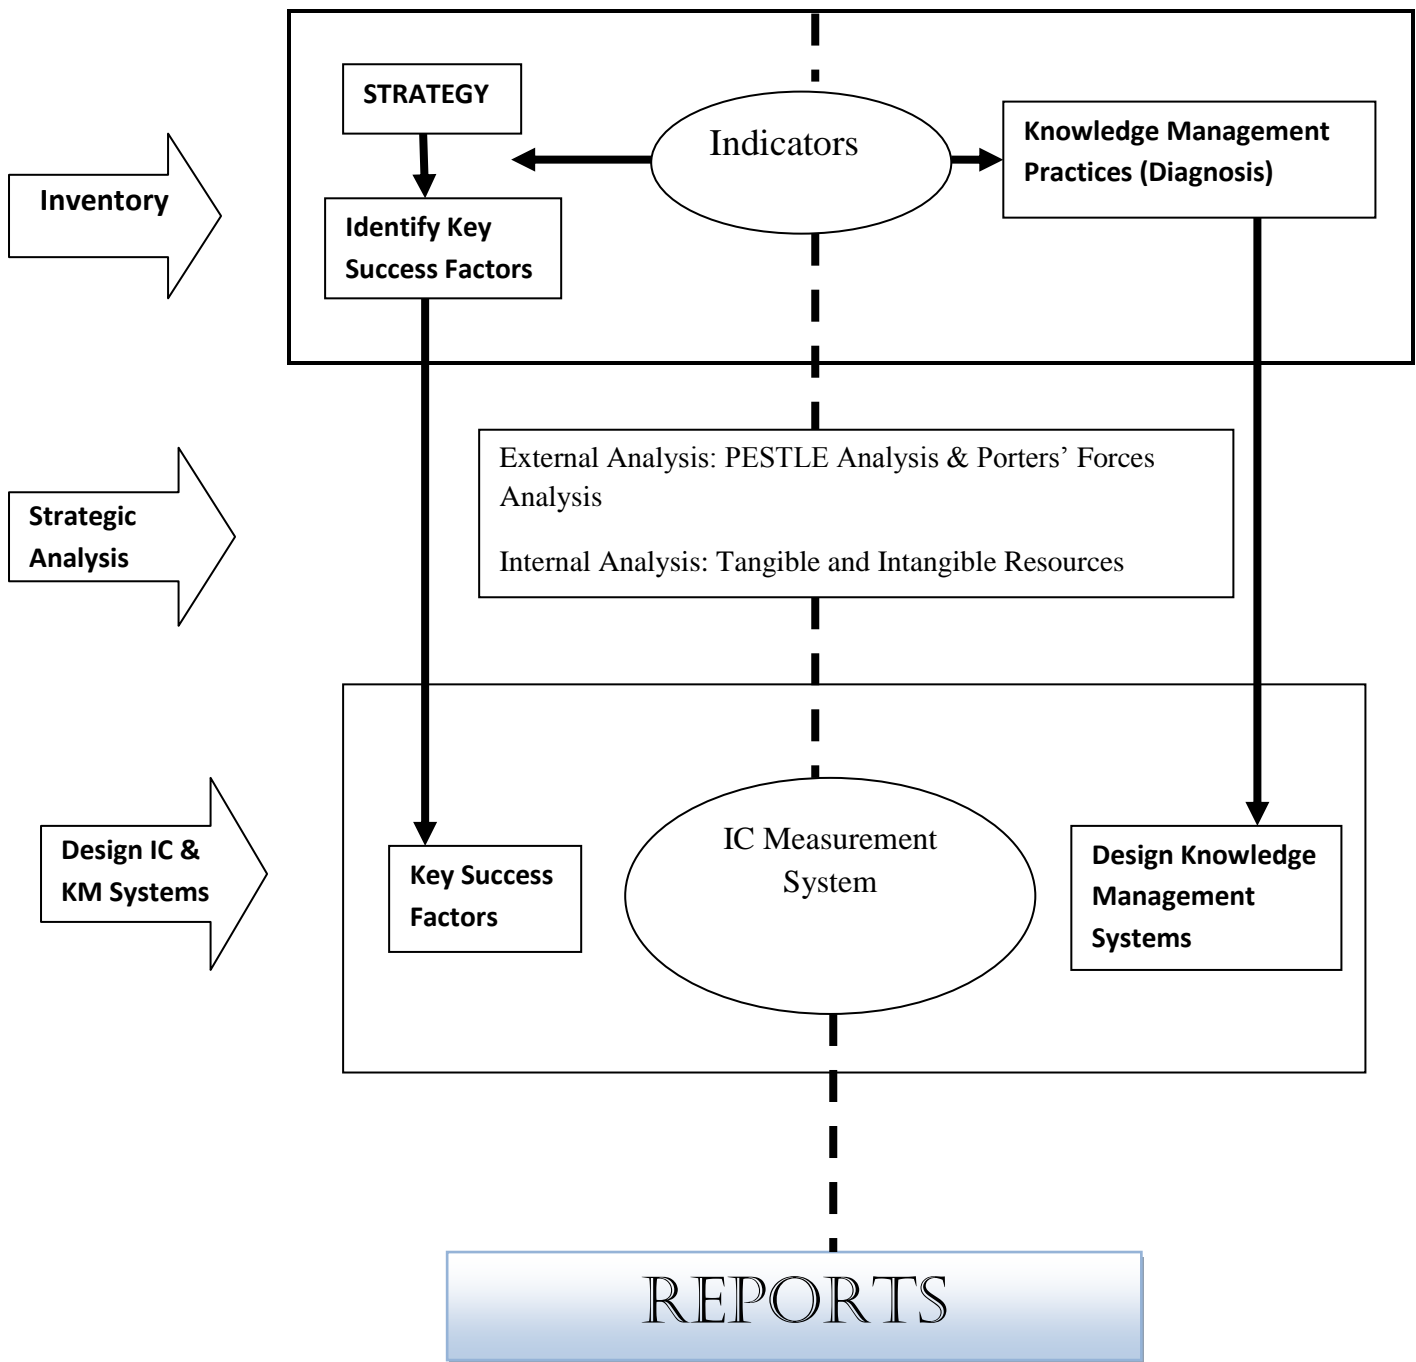 STRATEGY
Indicators
Knowledge Management
Practices (Diagnosis)
Inventory
Identify Key
Success Factors
External Analysis: PESTLE Analysis & Porters’ Forces
Analysis
Internal Analysis: Tangible and Intangible Resources
Strategic
Analysis
Design IC &
KM Systems
Key Success
Factors
IC Measurement
System
Design Knowledge
Management
Systems
REPORTS